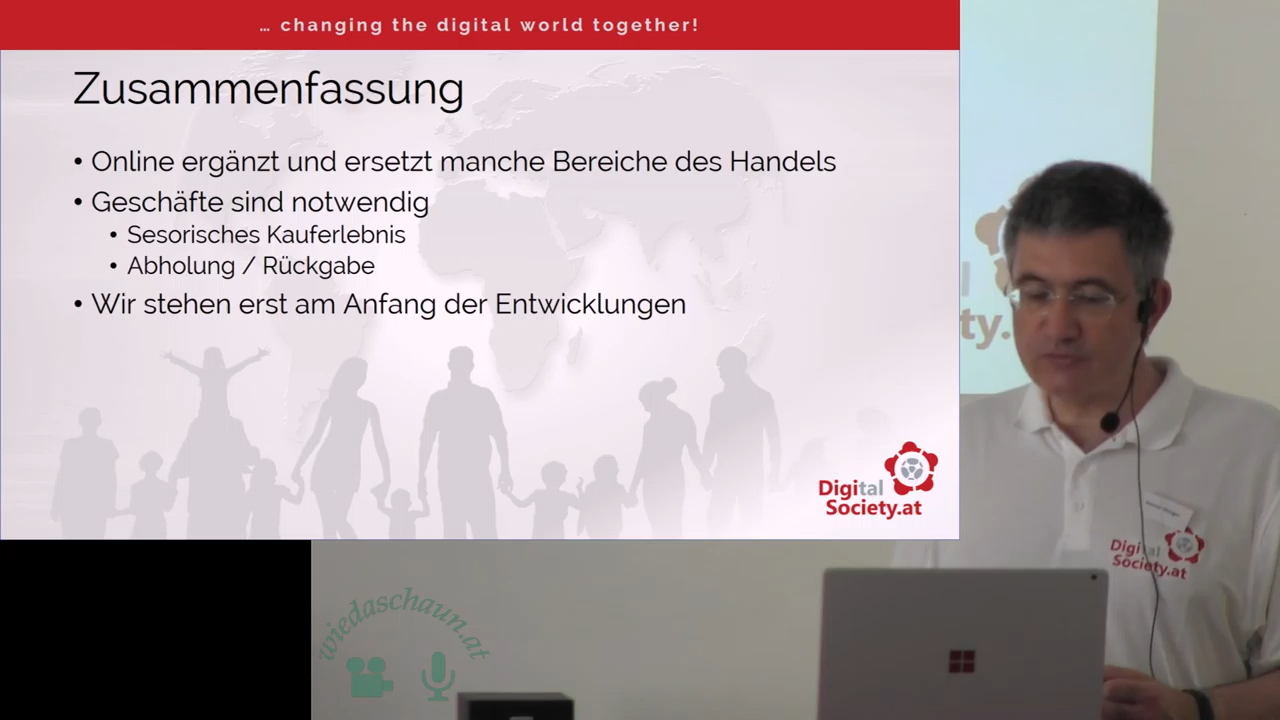 … changing the digital world together!
Zusammenfassung
• Online ergänzt und ersetzt manche Bereiche des Handels
• Geschäfte sind notwendig
• Sesorisches Kauferlebnis
• Abholung / Rückgabe
• Wir stehen erst am Anfang der Entwicklungen
Digital
Society.at
ty.
Digital
Society.at
wiedaschaun.at